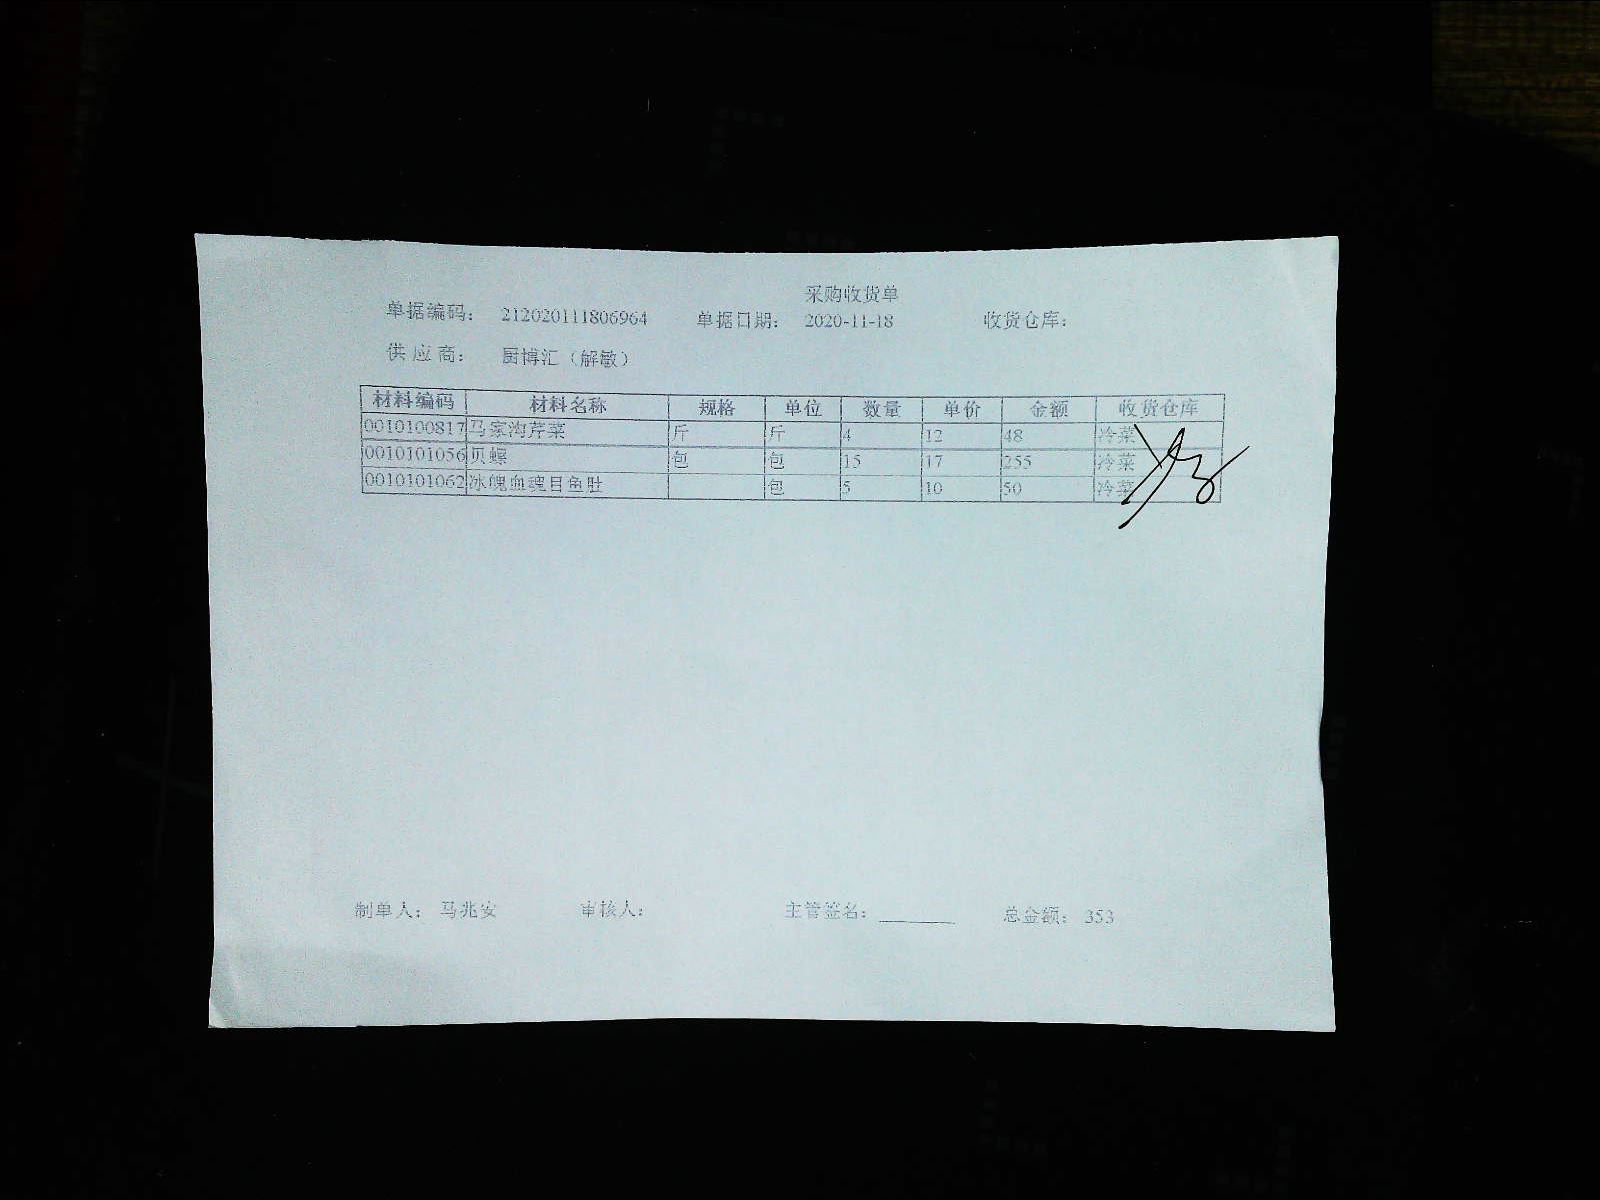 采购收货单
单据编码： 212020111806964 单据日期： 2020-11-18 收货仓库：
供应商： 厨博汇（解敏）
材料编码 材料名称 规格 单位 数量 单价 金额 收货仓库
0010100817 马家沟芹菜 斤 斤 4 12 48 冷菜
0010101056 贝螺 包 包 15 17 255 冷菜
0010101062 冰魄血魂目鱼肚 包 5 10 50 冷菜
制单人： 马兆安 审核人： 主管签名： 总金额： 353